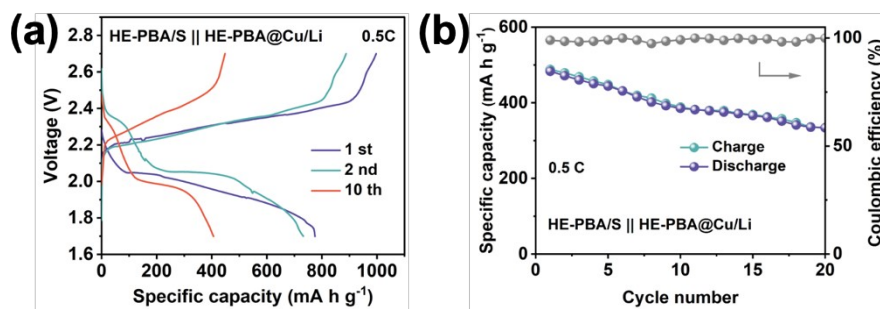 (a)
HE-PBA/S || HE-PBA@Cu/Li 0.5C
Voltage (V)
2.8
2.6
2.4
2.2
2.0
1.8
1.6
1 st
2 nd
10 th
0 200 400 600 800 1000
Specific capacity (mA h g-1)
(b)
Specific capacity (mA h g-1)
600
500
400
300
200
100
0
Charge
Discharge
0.5 C
HE-PBA/S || HE-PBA@Cu/Li
0 5 10 15 20
Cycle number
100
50
0
Coulombic efficiency (%)